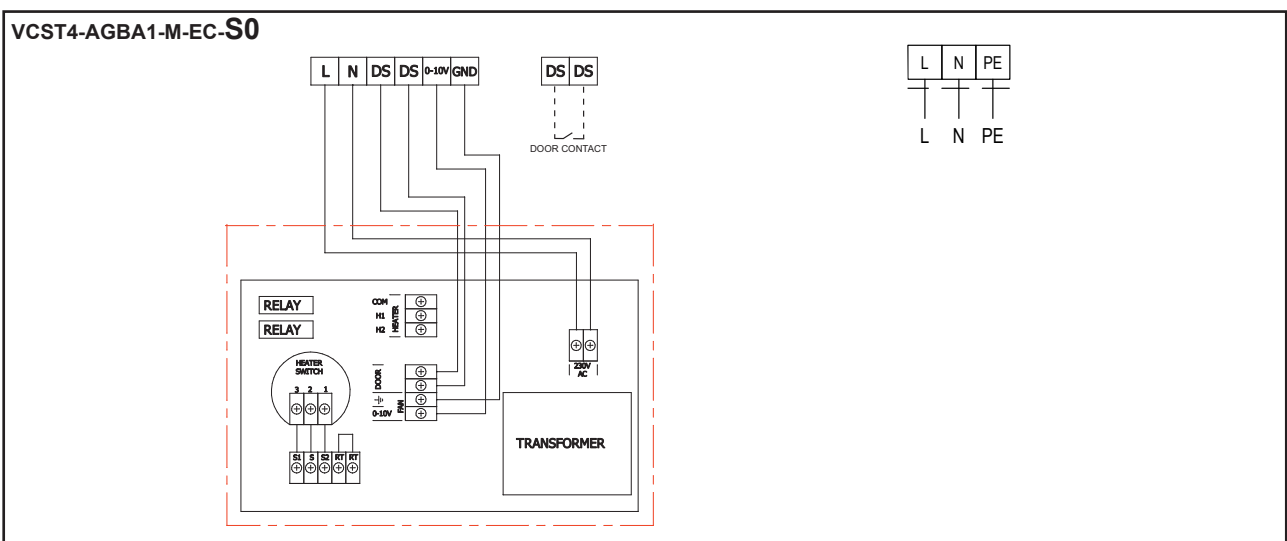 VCST4-AGBA1-M-EC-S0
L N DS DS 0-10V GND
DS DS
DOOR CONTACT
L N PE
L N PE
RELAY
RELAY
COM
H1
H2
HEATER
HEATER
SWITCH
3 2 1
S1 S S2 RT RT
DOOR
FAN
0-10V
230V
AC
TRANSFORMER